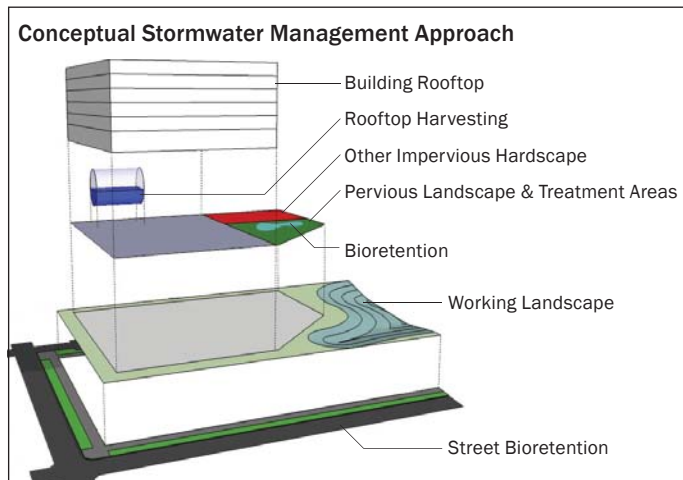 Conceptual Stormwater Management Approach
Building Rooftop
Rooftop Harvesting
Other Impervious Hardscape
Pervious Landscape & Treatment Areas
Bioretention
Working Landscape
Street Bioretention